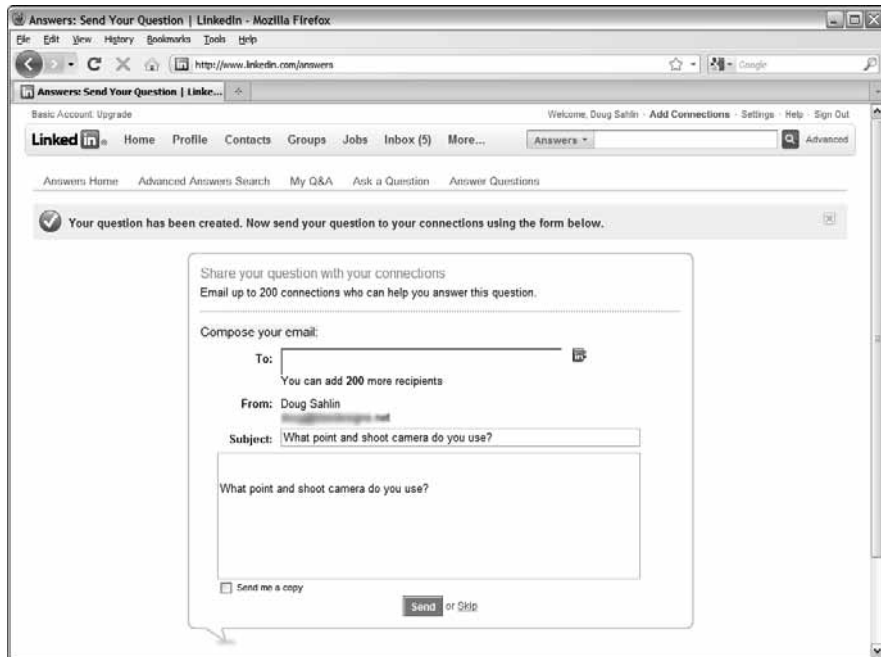 Answers: Send Your Question | LinkedIn - Mozilla Firefox
File Edit View History Bookmarks Tools Help
http://www.linkedin.com/answers
Google
Answers: Send Your Question | Linke...
Basic Account: Upgrade
Welcome, Doug Sahlin · Add Connections · Settings · Help · Sign Out
Linked in Home Profile Contacts Groups Jobs Inbox (5) More... Answers Advanced
Answers Home Advanced Answers Search My Q&A Ask a Question Answer Questions
Your question has been created. Now send your question to your connections using the form below.
Share your question with your connections
Email up to 200 connections who can help you answer this question.
Compose your email:
To:
You can add 200 more recipients
From: Doug Sahlin
.net
Subject: What point and shoot camera do you use?
What point and shoot camera do you use?
Send me a copy
Send or Skip